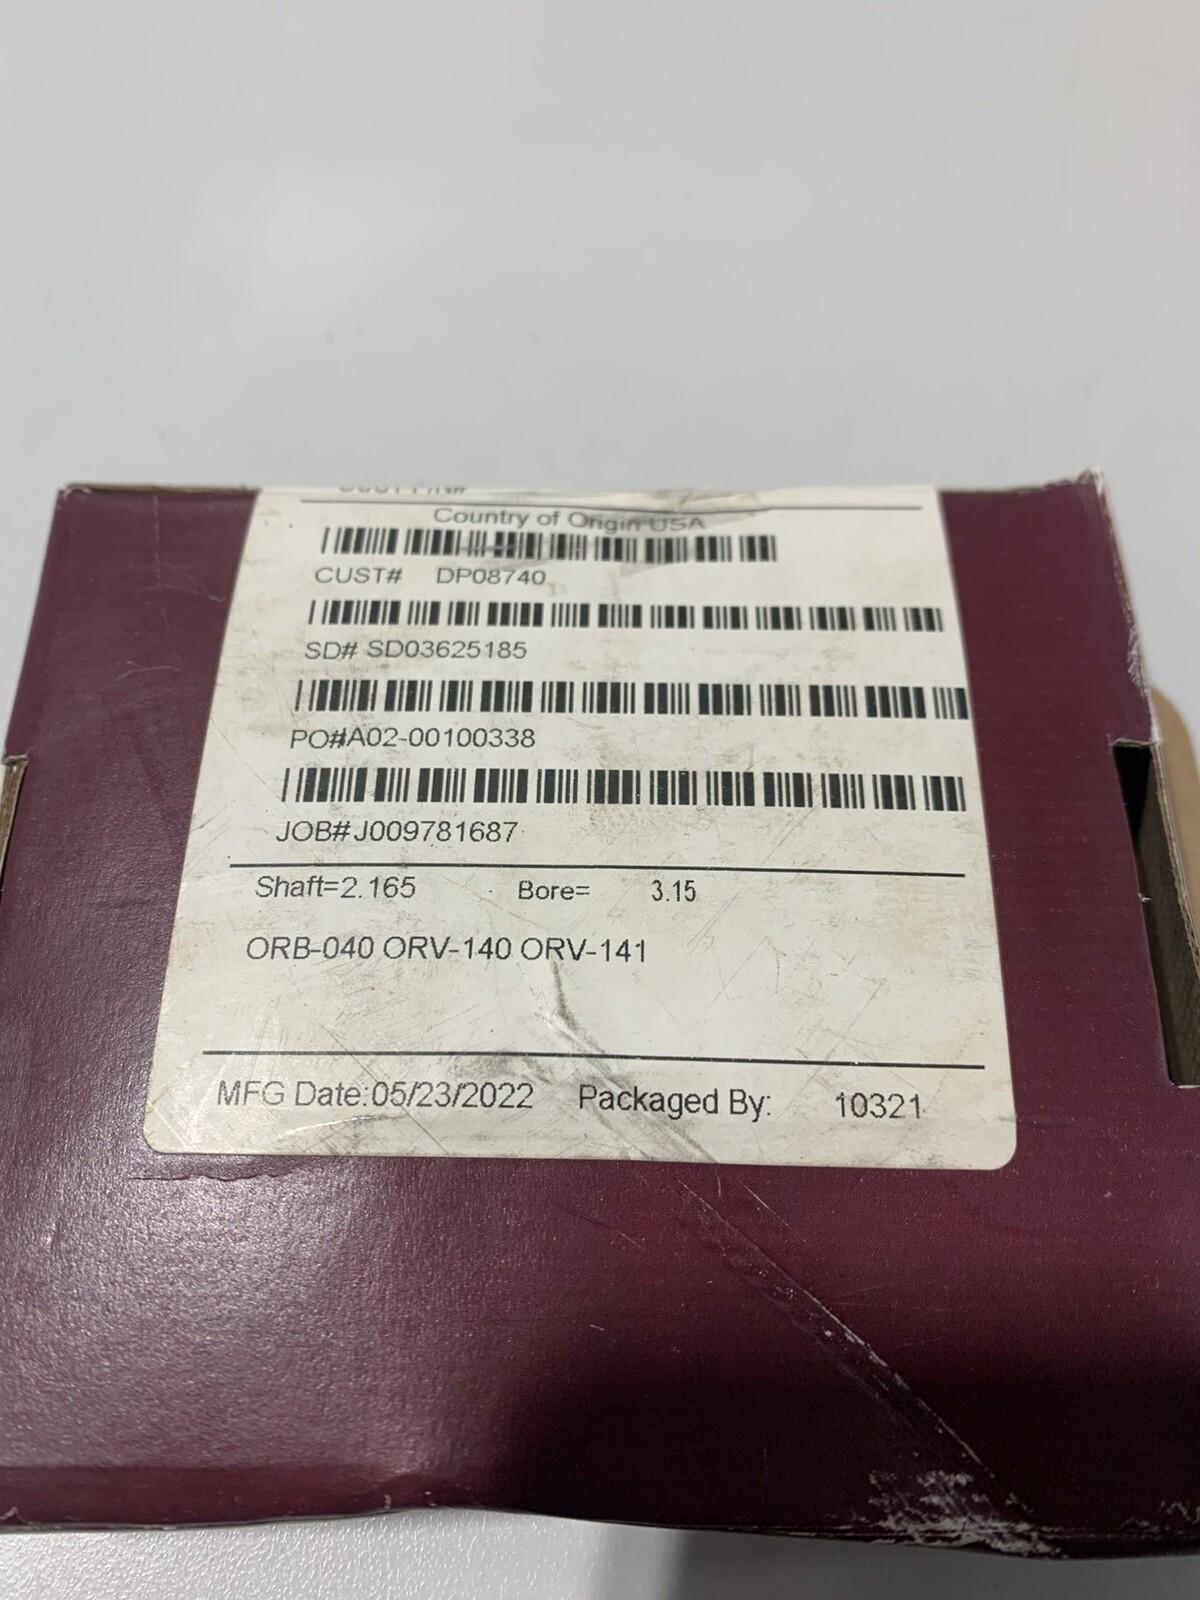 Country of Origin USA
CUST# DP08740
SD# SD03625185
PO#A02-00100338
JOB#J009781687
Shaft=2.165 Bore= 3.15
ORB-040 ORV-140 ORV-141
MFG Date:05/23/2022 Packaged By: 10321